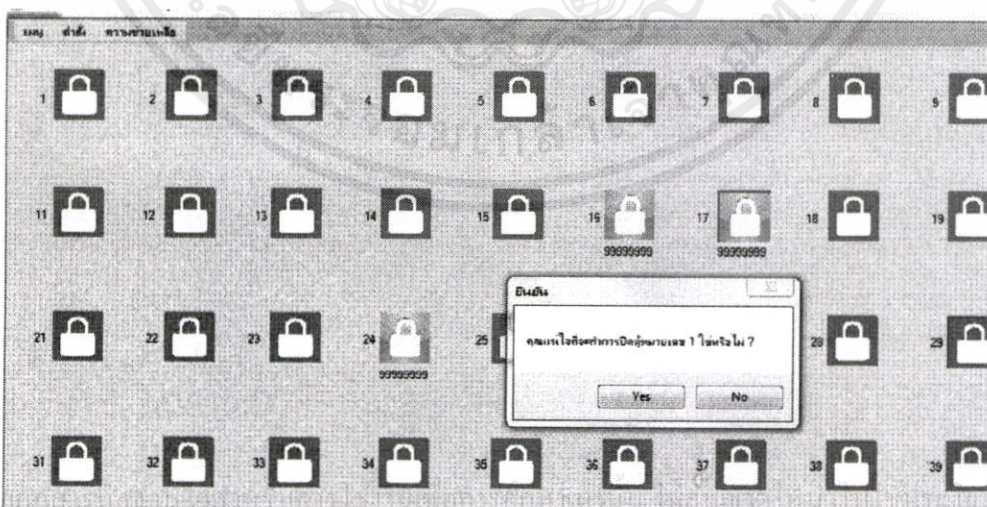 เมนู คำสั่ง ความช่วยเหลือ
1 2 3 4 5 6 7 8 9
11 12 13 14 15 16 17 18 19
99999999 99999999
ยืนยัน
คุณแน่ใจที่จะทำการปิดตู้หมายเลข 1 ใช่หรือไม่ ?
21 22 23 24 25 28 29
99999999
Yes No
31 32 33 34 35 36 37 38 39